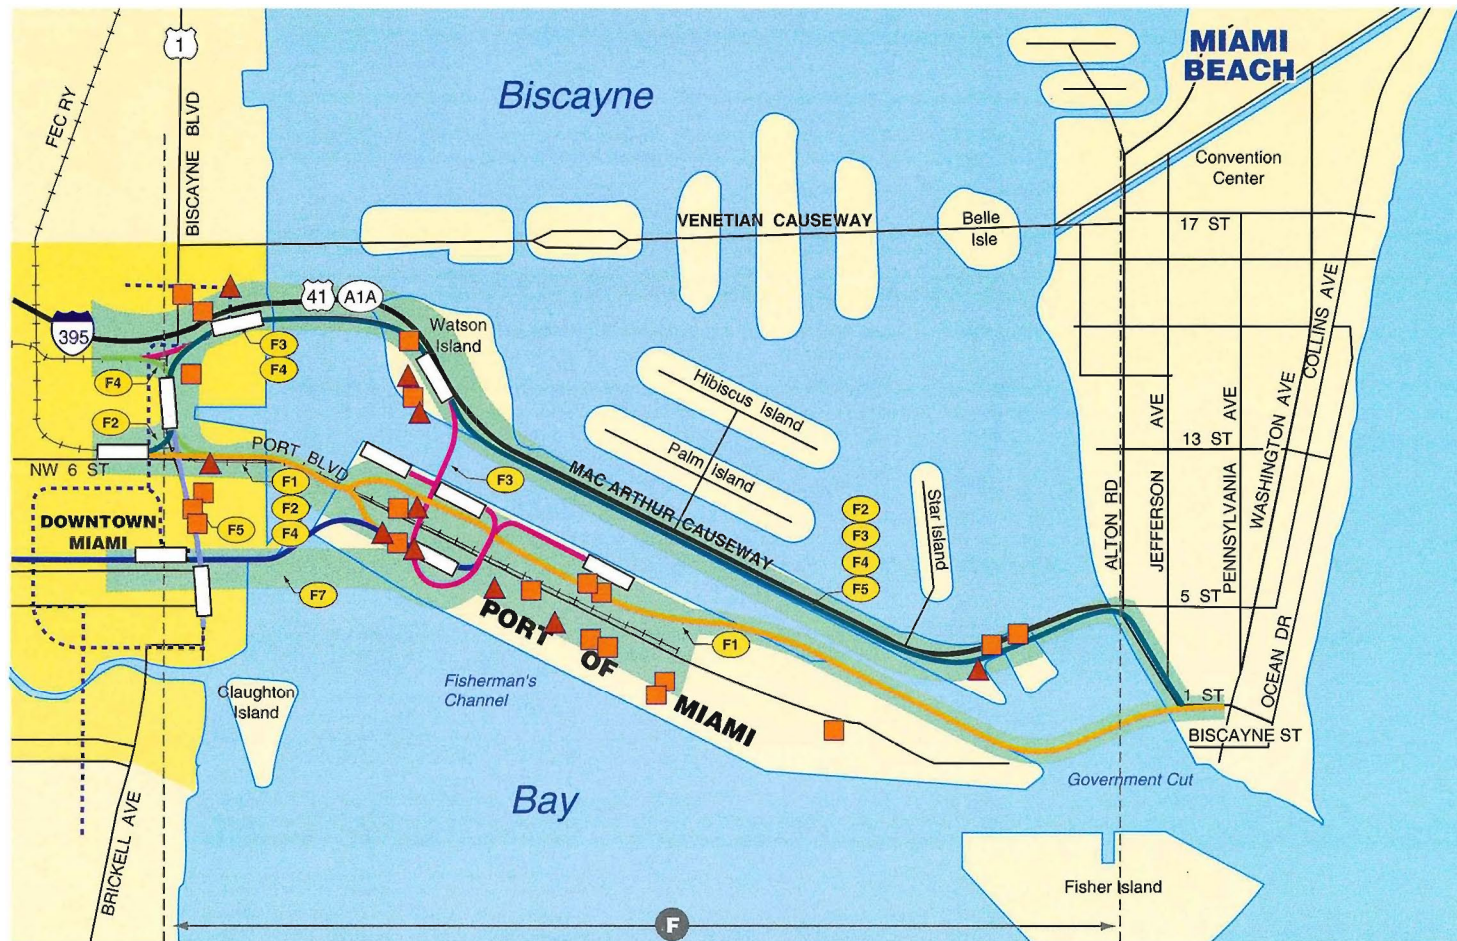 1
MIAMI
BEACH
Biscayne
FEC RY
BISCAYNE BLVD
Convention
Center
VENETIAN CAUSEWAY
Belle
Isle
17 ST
41
A1A
395
Watson
Island
F3
F4
F4
F2
COLLINS AVE
Hibiscus Island
Palm Island
NW 6 ST
PORT BLVD
F1
F2
F4
F3
MAC ARTHUR CAUSEWAY
F2
F3
F4
F5
Star Island
ALTON RD
JEFFERSON AVE
13 ST
PENNSYLVANIA AVE
WASHINGTON AVE
DOWNTOWN
MIAMI
F5
F7
5 ST
PORT OF MIAMI
F1
OCEAN DR
Claughton
Island
Fisherman's
Channel
1 ST
BISCAYNE ST
Government Cut
Bay
BRICKELL AVE
Fisher Island
F